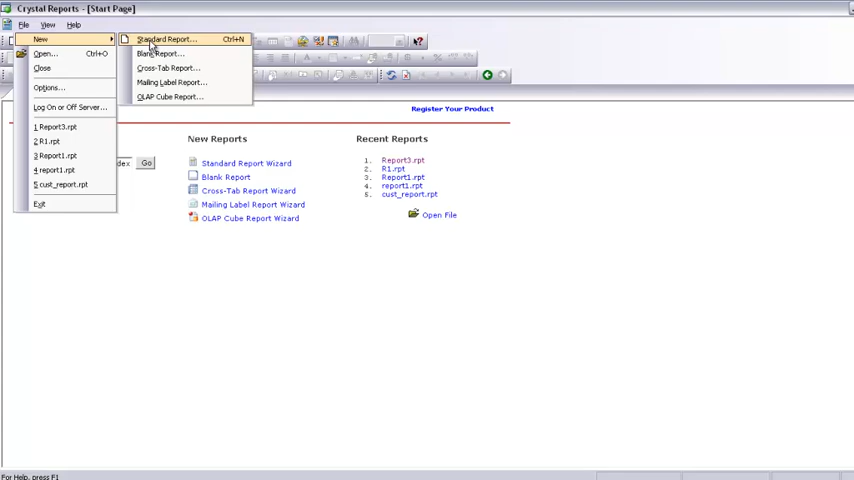 Crystal Reports - [Start Page]
File View Help
New
Open... Ctrl+O
Close
Options...
Log On or Off Server...
1 Report3.rpt
2 R1.rpt
3 Report1.rpt
4 report1.rpt
5 cust_report.rpt
Exit
Standard Report... Ctrl+N
Blank Report...
Cross-Tab Report...
Mailing Label Report...
OLAP Cube Report...
Register Your Product
dex Go
New Reports
Standard Report Wizard
Blank Report
Cross-Tab Report Wizard
Mailing Label Report Wizard
OLAP Cube Report Wizard
Recent Reports
1. Report3.rpt
2. R1.rpt
3. Report1.rpt
4. report1.rpt
5. cust_report.rpt
Open File
For Help, press F1